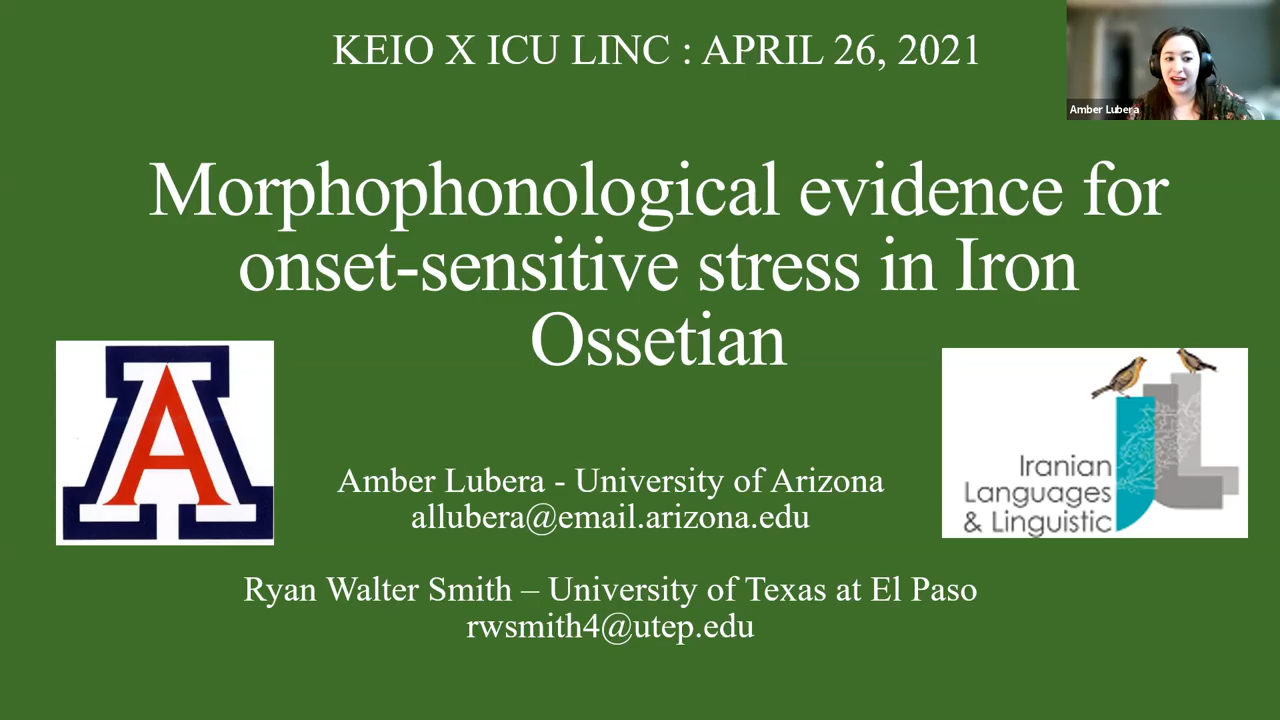 KEIO X ICU LINC : APRIL 26, 2021
Amber Lubera
Morphophonological evidence for
onset-sensitive stress in Iron
Ossetian
A
Iranian
Languages
& Linguistic
Amber Lubera - University of Arizona
allubera@email.arizona.edu
Ryan Walter Smith – University of Texas at El Paso
rwsmith4@utep.edu